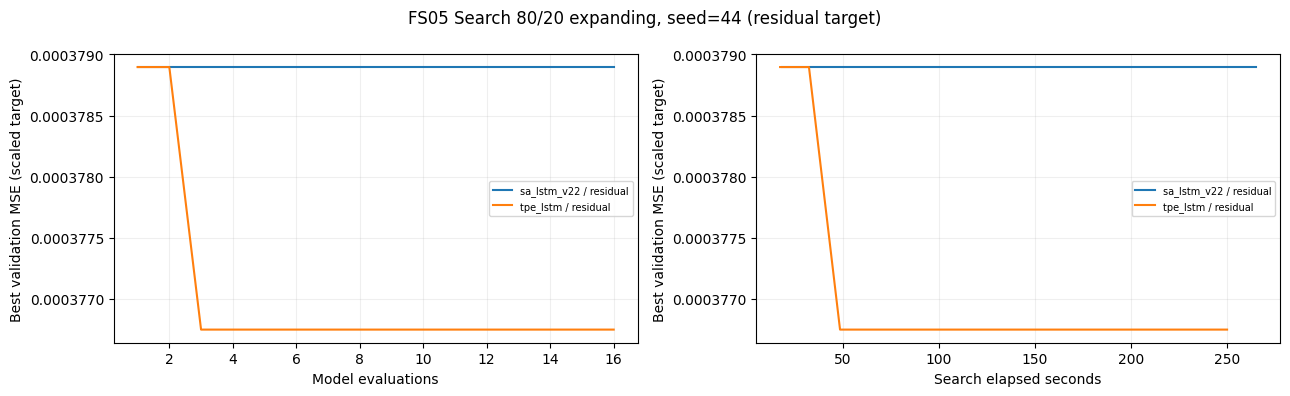 FS05 Search 80/20 expanding, seed=44 (residual target)
Best validation MSE (scaled target)
0.0003790
0.0003785
0.0003780
0.0003775
0.0003770
sa_lstm_v22 / residual
tpe_lstm / residual
2 4 6 8 10 12 14 16
Model evaluations
Best validation MSE (scaled target)
0.0003790
0.0003785
0.0003780
0.0003775
0.0003770
sa_lstm_v22 / residual
tpe_lstm / residual
50 100 150 200 250
Search elapsed seconds